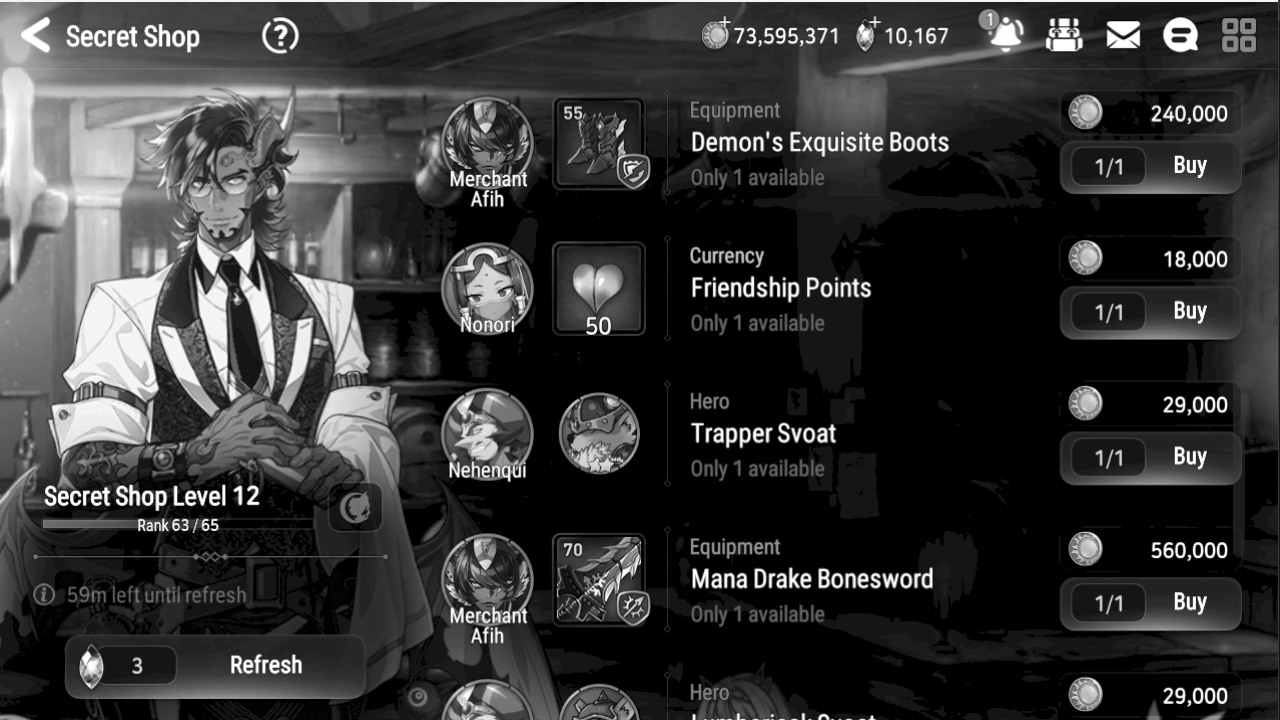 Secret Shop
?
73,595,371
10,167
1
Merchant
Afih
55
Equipment
Demon's Exquisite Boots
Only 1 available
240,000
1/1
Buy
Nonori
50
Currency
Friendship Points
Only 1 available
18,000
1/1
Buy
Nehenqui
Hero
Trapper Svoat
Only 1 available
29,000
1/1
Buy
Secret Shop Level 12
Rank 63 / 65
59m left until refresh
3
Refresh
Merchant
Afih
70
Equipment
Mana Drake Bonesword
Only 1 available
560,000
1/1
Buy
Hero
29,000